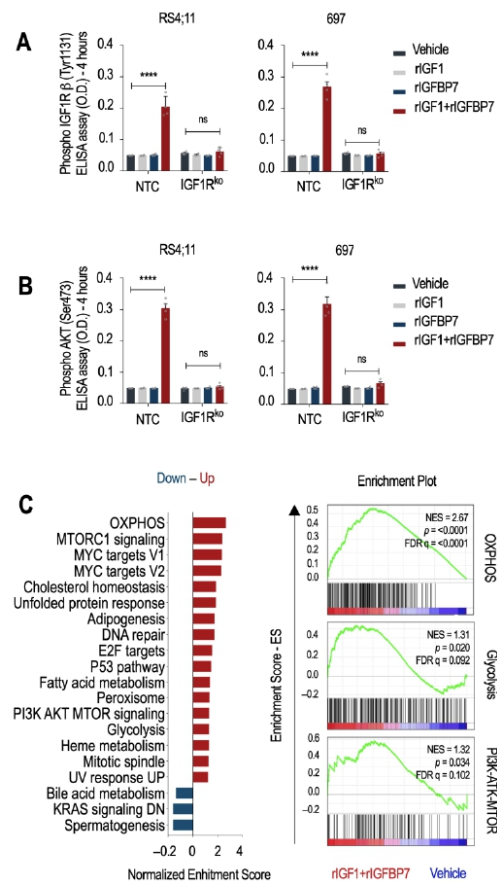 A
RS4;11
697
Phospho IGF1R β (Tyr1131)
ELISA assay (O.D.) - 4 hours
0.4
0.3
0.2
0.1
0.0
****
ns
NTC
IGF1Rko
0.4
0.3
0.2
0.1
0.0
****
ns
NTC
IGF1Rko
Vehicle
rIGF1
rIGFBP7
rIGF1+rIGFBP7
B
RS4;11
697
Phospho AKT (Ser473)
ELISA assay (O.D.) - 4 hours
0.4
0.3
0.2
0.1
0.0
****
ns
NTC
IGF1Rko
0.4
0.3
0.2
0.1
0.0
****
ns
NTC
IGF1Rko
Vehicle
rIGF1
rIGFBP7
rIGF1+rIGFBP7
C
Down – Up
OXPHOS
MTORC1 signaling
MYC targets V1
MYC targets V2
Cholesterol homeostasis
Unfolded protein response
Adipogenesis
DNA repair
E2F targets
P53 pathway
Fatty acid metabolism
Peroxisome
PI3K AKT MTOR signaling
Glycolysis
Heme metabolism
Mitotic spindle
UV response UP
Bile acid metabolism
KRAS signaling DN
Spermatogenesis
–0.2
0
2
4
Normalized Enhitment Score
Enrichment Plot
Enrichment Score - ES
0.5
0.4
0.3
0.2
0.1
0.0
NES = 2.67
p = <0.0001
FDR q = <0.0001
OXPHOS
0.4
0.2
0.0
–0.2
NES = 1.31
p = 0.020
FDR q = 0.092
Glycolysis
0.6
0.4
0.2
0.0
–0.2
NES = 1.32
p = 0.034
FDR q = 0.102
PI3K-ATK-MTOR
rIGF1+rIGFBP7
Vehicle